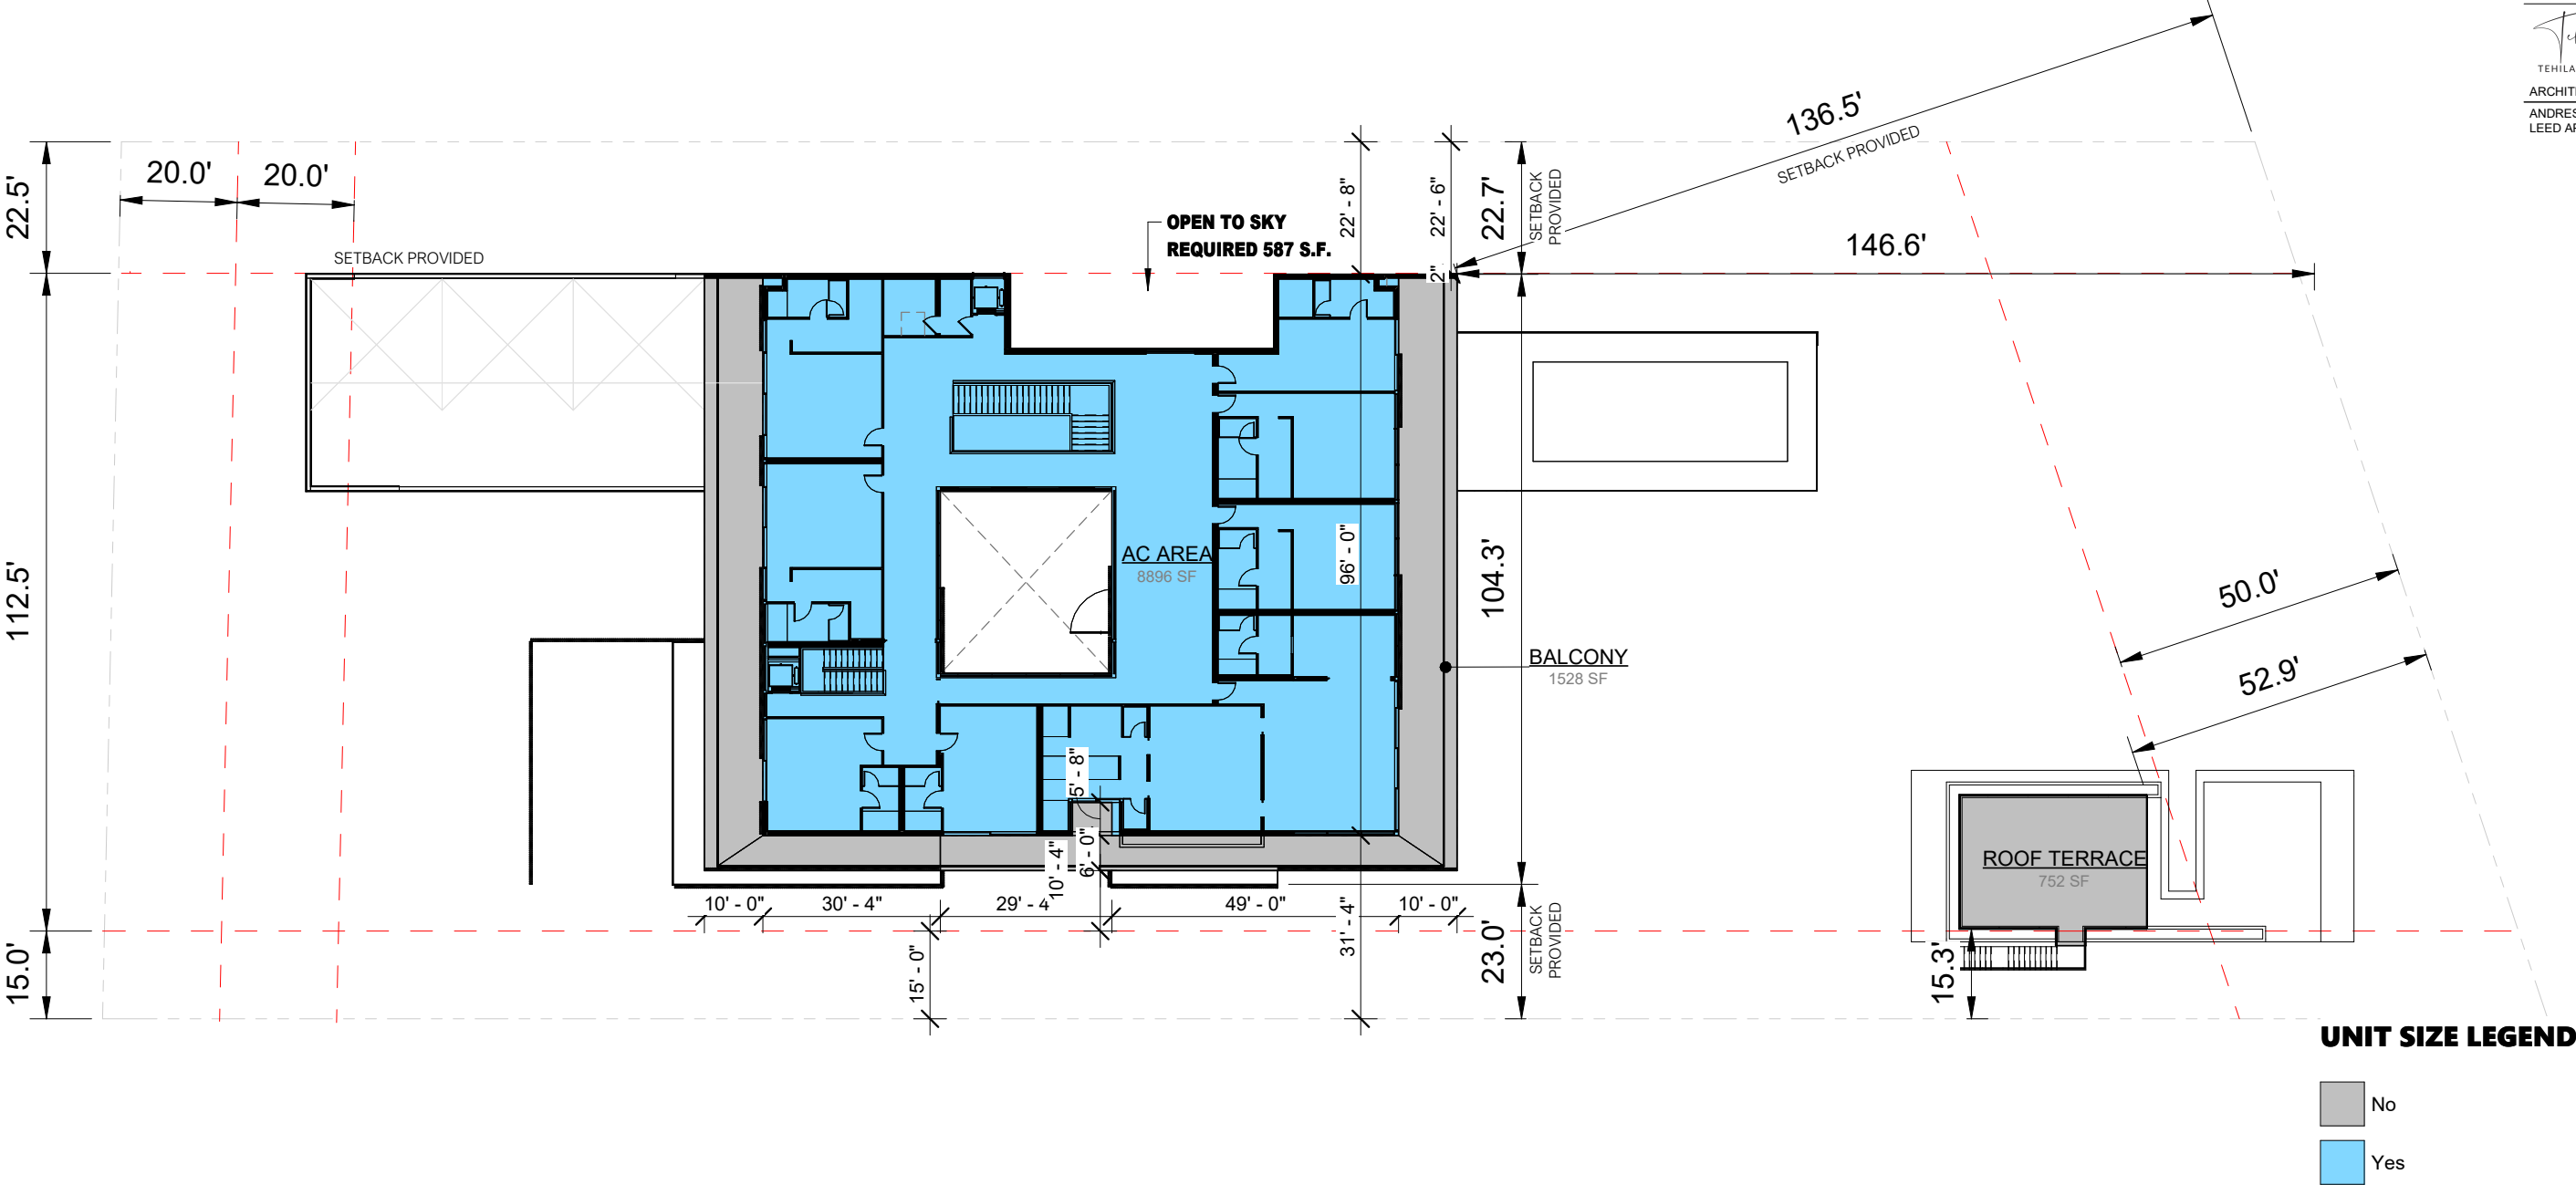 136.5'
SETBACK PROVIDED
ARCHIT
ANDRES
LEED AF
20.0'
20.0'
22.5'
22' - 8"
22' - 6"
22.7'
SETBACK
PROVIDED
OPEN TO SKY
REQUIRED 587 S.F.
SETBACK PROVIDED
146.6'
2"
112.5'
AC AREA
8896 SF
96' - 0"
104.3'
50.0'
BALCONY
1528 SF
52.9'
5' - 8"
10' - 4"
6' - 0"
ROOF TERRACE
752 SF
10' - 0"
30' - 4"
29' - 4
49' - 0"
10' - 0"
31' - 4"
15.0'
15' - 0"
23.0'
SETBACK
PROVIDED
15.3'
UNIT SIZE LEGEND
No
Yes
TEHILA